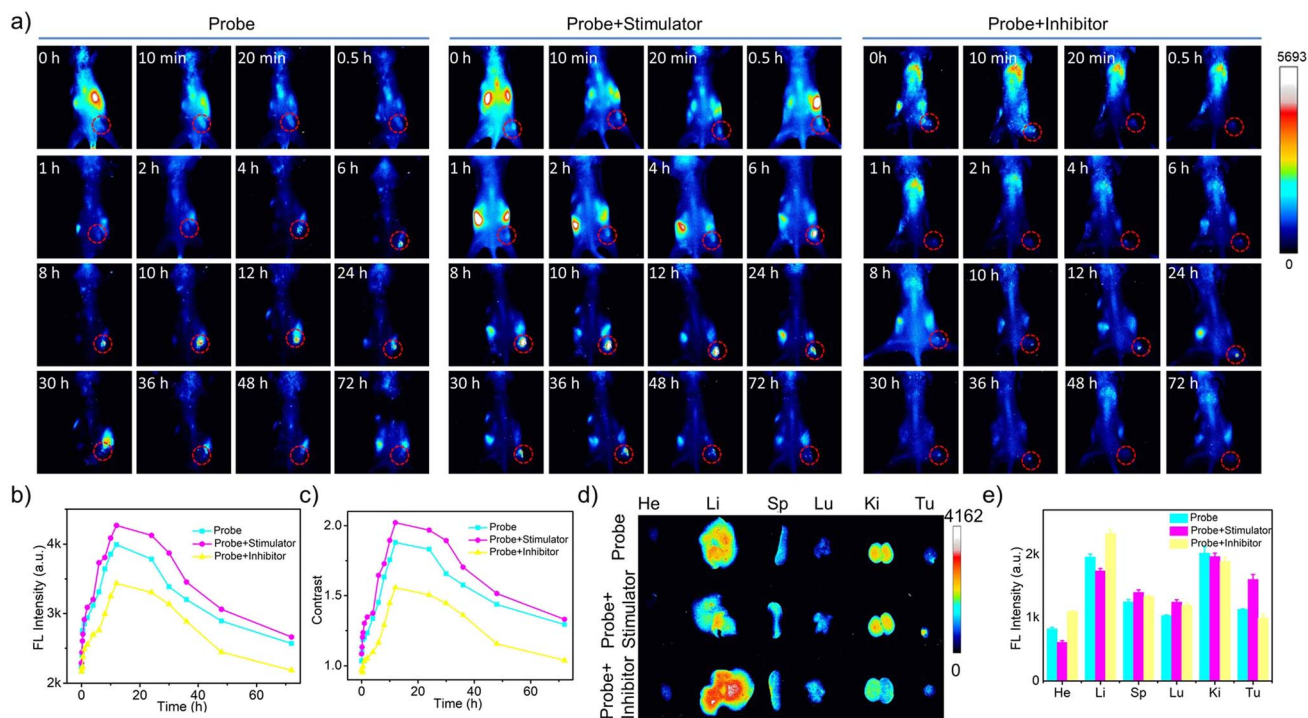 a)
Probe
Probe+Stimulator
Probe+Inhibitor
0 h 10 min 20 min 0.5 h
0 h 10 min 20 min 0.5 h
0h 10 min 20 min 0.5 h
5693
0
1 h 2 h 4 h 6 h
1 h 2 h 4 h 6 h
1 h 2 h 4 h 6 h
8 h 10 h 12 h 24 h
8 h 10 h 12 h 24 h
8 h 10 h 12 h 24 h
30 h 36 h 48 h 72 h
30 h 36 h 48 h 72 h
30 h 36 h 48 h 72 h
b)
FL Intensity (a.u.)
4k
3k
2k
Probe
Probe+Stimulator
Probe+Inhibitor
0 20 40 60
Time (h)
c)
Contrast
2.0
1.5
1.0
Probe
Probe+Stimulator
Probe+Inhibitor
0 20 40 60
Time (h)
d)
He Li Sp Lu Ki Tu
Probe
Probe+
Stimulator
Probe+
Inhibitor
4162
0
e)
FL Intensity (a.u.)
2k
1k
0
Probe
Probe+Stimulator
Probe+Inhibitor
He Li Sp Lu Ki Tu